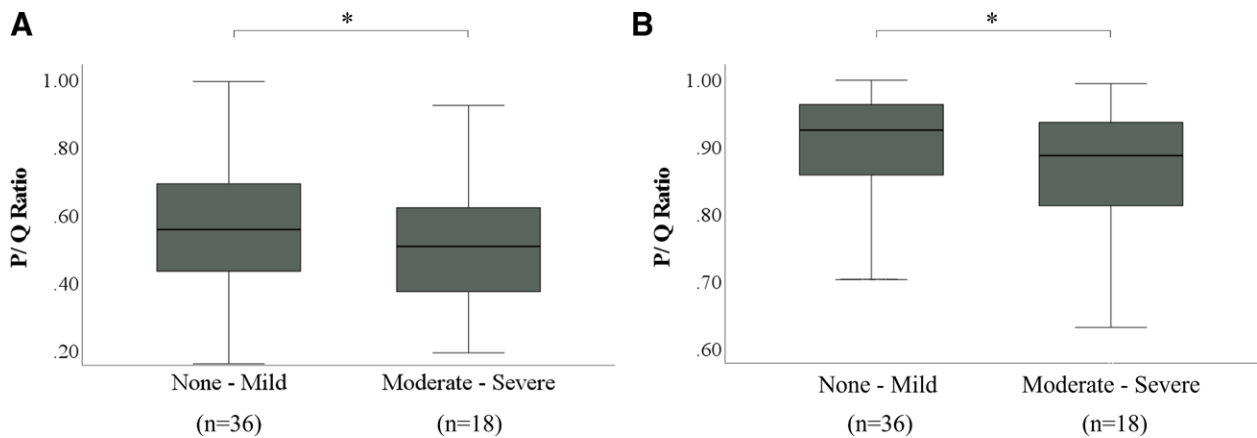 A
*
P/ Q Ratio
1.00
.80
.60
.40
.20
None - Mild
Moderate - Severe
(n=36)
(n=18)
B
*
P/ Q Ratio
1.00
.90
.80
.70
.60
None - Mild
Moderate - Severe
(n=36)
(n=18)